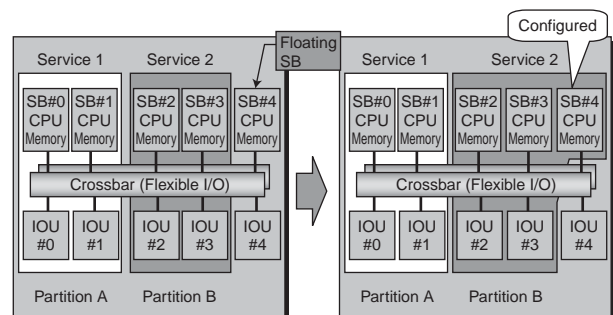 Configured
Floating
SB
Service 1 Service 2
SB#0 SB#1 SB#2 SB#3 SB#4
CPU CPU CPU CPU CPU
Memory Memory Memory Memory Memory
Crossbar (Flexible I/O)
IOU IOU IOU IOU IOU
#0 #1 #2 #3 #4
Partition A Partition B
Service 1 Service 2
SB#0 SB#1 SB#2 SB#3 SB#4
CPU CPU CPU CPU CPU
Memory Memory Memory Memory Memory
Crossbar (Flexible I/O)
IOU IOU IOU IOU IOU
#0 #1 #2 #3 #4
Partition A Partition B